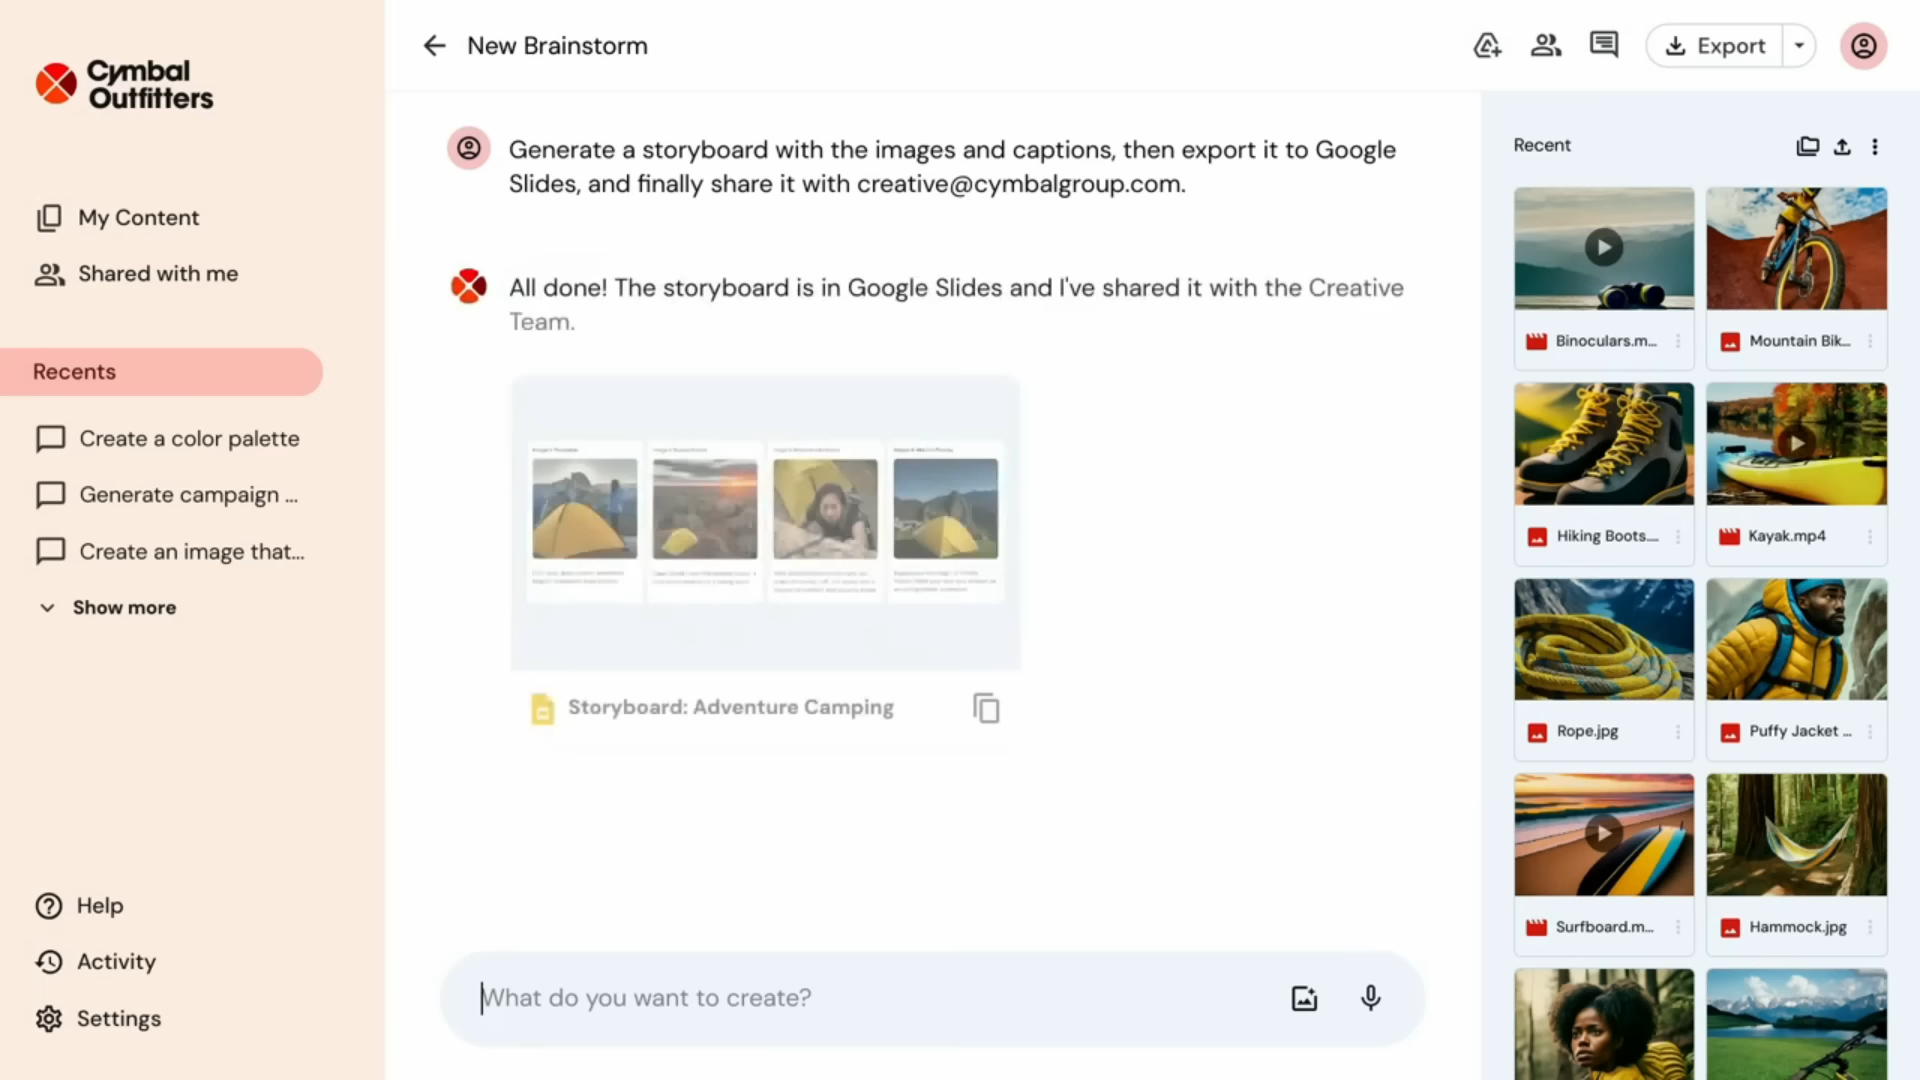 Cymbal
Outfitters
My Content
Shared with me
Recents
Create a color palette
Generate campaign ...
Create an image that...
Show more
Help
Activity
Settings
New Brainstorm
Export
Generate a storyboard with the images and captions, then export it to Google
Slides, and finally share it with creative@cymbalgroup.com.
All done! The storyboard is in Google Slides and I've shared it with the Creative
Team.
Storyboard: Adventure Camping
What do you want to create?
Recent
Binoculars.m...
Mountain Bik...
Hiking Boots....
Kayak.mp4
Rope.jpg
Puffy Jacket ...
Surfboard.m...
Hammock.jpg